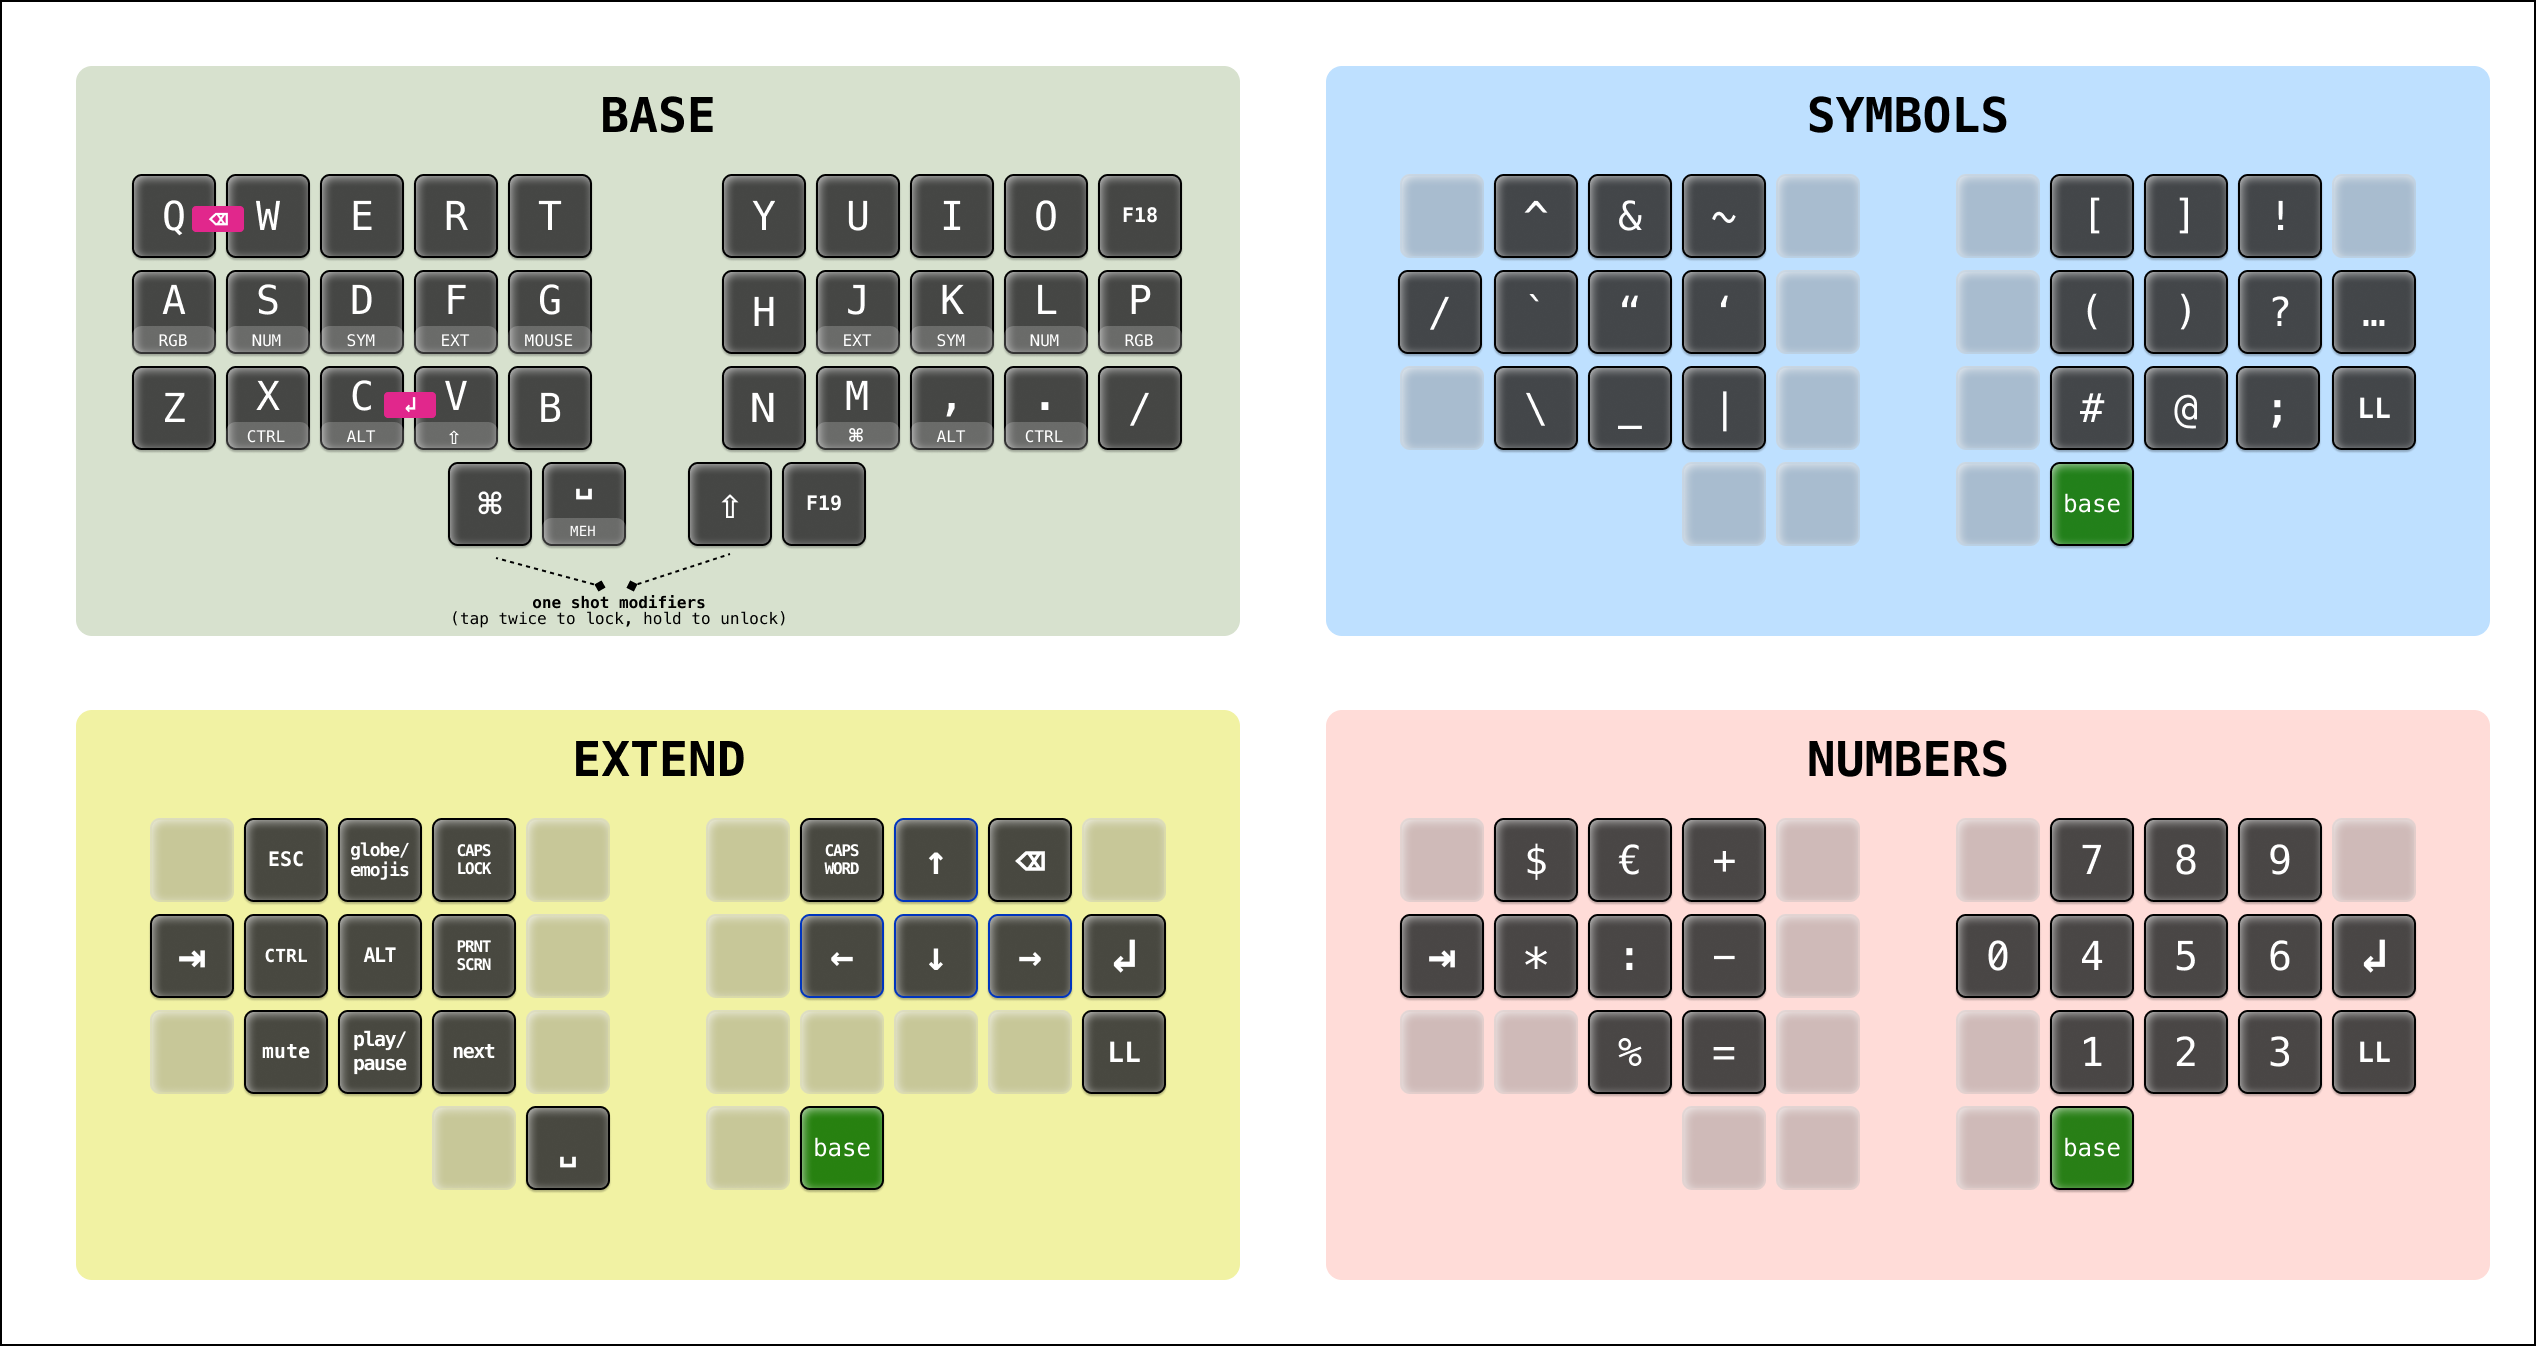 BASE
Q ⌫ W E R T Y U I O F18
A S D F G H J K L P
RGB NUM SYM EXT MOUSE EXT SYM NUM RGB
Z X C ↲ V B N M , . /
CTRL ALT ⇧ ⌘ ALT CTRL
⌘ ␣ ⇧ F19
MEH
one shot modifiers
(tap twice to lock, hold to unlock)
SYMBOLS
^ & ~ [ ] !
/ ` “ ‘ ( ) ? …
\ _ | # @ ; LL
base
EXTEND
ESC globe/ CAPS CAPS ↑ ⌫
emojis LOCK WORD
⇥ CTRL ALT PRNT ← ↓ → ↲
SCRN
mute play/ next LL
pause
␣ base
NUMBERS
$ € + 7 8 9
⇥ * : − 0 4 5 6 ↲
% = 1 2 3 LL
base